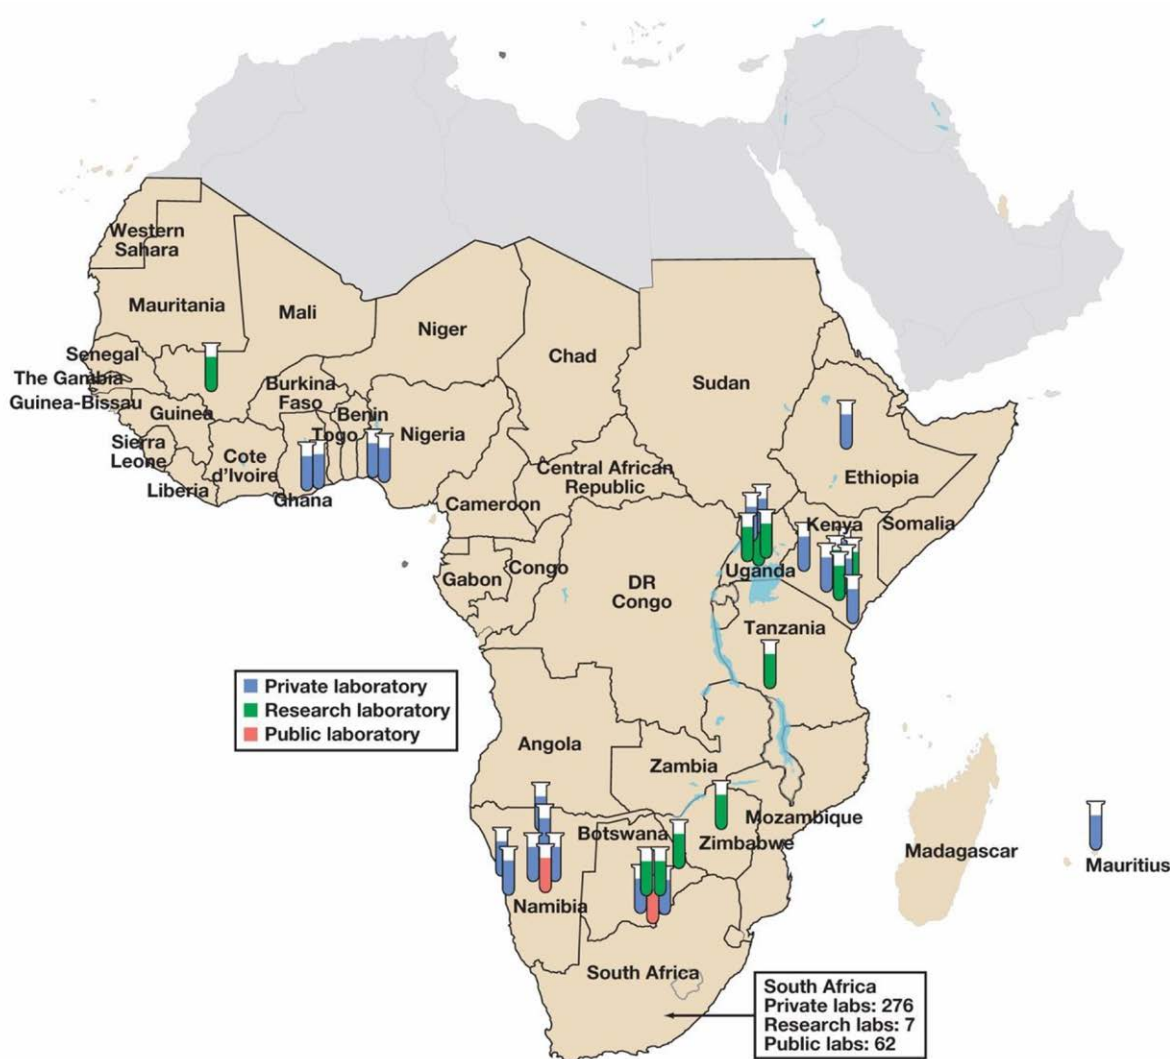 Western
Sahara
Mauritania
Mali
Niger
Chad
Sudan
Senegal
The Gambia
Guinea-Bissau
Guinea
Sierra
Leone
Liberia
Cote
d'Ivoire
Burkina
Faso
Ghana
Togo
Benin
Nigeria
Cameroon
Central African
Republic
Ethiopia
Somalia
Kenya
Uganda
Gabon
Congo
DR
Congo
Tanzania
Private laboratory
Research laboratory
Public laboratory
Angola
Zambia
Mozambique
Zimbabwe
Botswana
Namibia
Madagascar
Mauritius
South Africa
South Africa
Private labs: 276
Research labs: 7
Public labs: 62